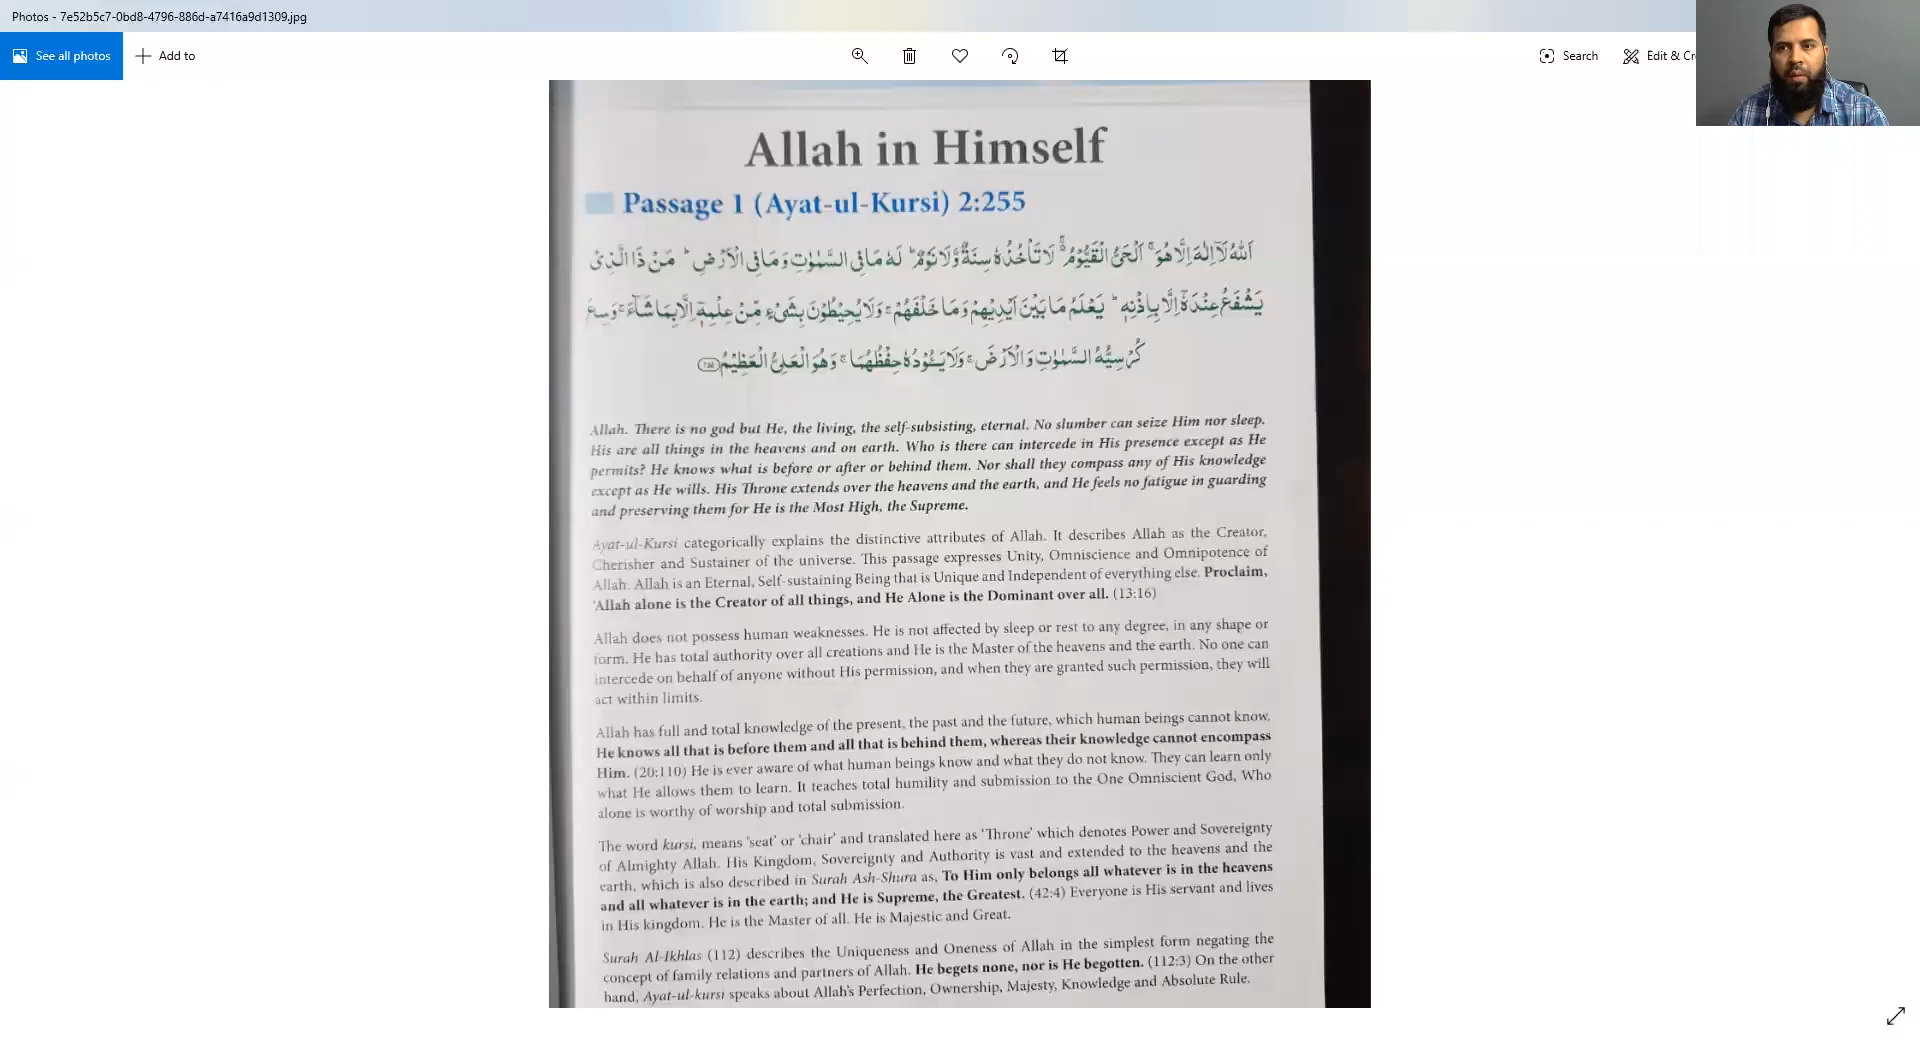 Photos - 7e52b5c7-0bd8-4796-886d-a7416a9d1309.jpg
See all photos
Add to
Search
Edit & Cr
Allah in Himself
Passage 1 (Ayat-ul-Kursi) 2:255
اَللّٰهُ لَاۤ اِلٰهَ اِلَّا هُوَ ۚ اَلْحَیُّ الْقَیُّوْمُ ۚ۬ لَا تَاْخُذُهٗ سِنَةٌ وَّ لَا نَوْمٌ ؕ لَهٗ مَا فِی السَّمٰوٰتِ وَ مَا فِی الْاَرْضِ ؕ مَنْ ذَا الَّذِیْ
یَشْفَعُ عِنْدَهٗۤ اِلَّا بِاِذْنِهٖ ؕ یَعْلَمُ مَا بَیْنَ اَیْدِیْهِمْ وَ مَا خَلْفَهُمْ ۚ وَ لَا یُحِیْطُوْنَ بِشَیْءٍ مِّنْ عِلْمِهٖۤ اِلَّا بِمَا شَآءَ ۚ وَسِعَ
كُرْسِیُّهُ السَّمٰوٰتِ وَ الْاَرْضَ ۚ وَ لَا یَـُٔوْدُهٗ حِفْظُهُمَا ۚ وَ هُوَ الْعَلِیُّ الْعَظِیْمُ ۝۲۵۵
Allah. There is no god but He, the living, the self-subsisting, eternal. No slumber can seize Him nor sleep.
His are all things in the heavens and on earth. Who is there can intercede in His presence except as He
permits? He knows what is before or after or behind them. Nor shall they compass any of His knowledge
except as He wills. His Throne extends over the heavens and the earth, and He feels no fatigue in guarding
and preserving them for He is the Most High, the Supreme.
Ayat-ul-Kursi categorically explains the distinctive attributes of Allah. It describes Allah as the Creator,
Cherisher and Sustainer of the universe. This passage expresses Unity, Omniscience and Omnipotence of
Allah. Allah is an Eternal, Self-sustaining Being that is Unique and Independent of everything else. Proclaim,
'Allah alone is the Creator of all things, and He Alone is the Dominant over all. (13:16)
Allah does not possess human weaknesses. He is not affected by sleep or rest to any degree, in any shape or
form. He has total authority over all creations and He is the Master of the heavens and the earth. No one can
intercede on behalf of anyone without His permission, and when they are granted such permission, they will
act within limits.
Allah has full and total knowledge of the present, the past and the future, which human beings cannot know.
He knows all that is before them and all that is behind them, whereas their knowledge cannot encompass
Him. (20:110) He is ever aware of what human beings know and what they do not know. They can learn only
what He allows them to learn. It teaches total humility and submission to the One Omniscient God, Who
alone is worthy of worship and total submission.
The word kursi, means 'seat' or 'chair' and translated here as 'Throne' which denotes Power and Sovereignty
of Almighty Allah. His Kingdom, Sovereignty and Authority is vast and extended to the heavens and the
earth, which is also described in Surah Ash-Shura as, To Him only belongs all whatever is in the heavens
and all whatever is in the earth; and He is Supreme, the Greatest. (42:4) Everyone is His servant and lives
in His kingdom. He is the Master of all. He is Majestic and Great.
Surah Al-Ikhlas (112) describes the Uniqueness and Oneness of Allah in the simplest form negating the
concept of family relations and partners of Allah. He begets none, nor is He begotten. (112:3) On the other
hand, Ayat-ul-kursi speaks about Allah's Perfection, Ownership, Majesty, Knowledge and Absolute Rule.